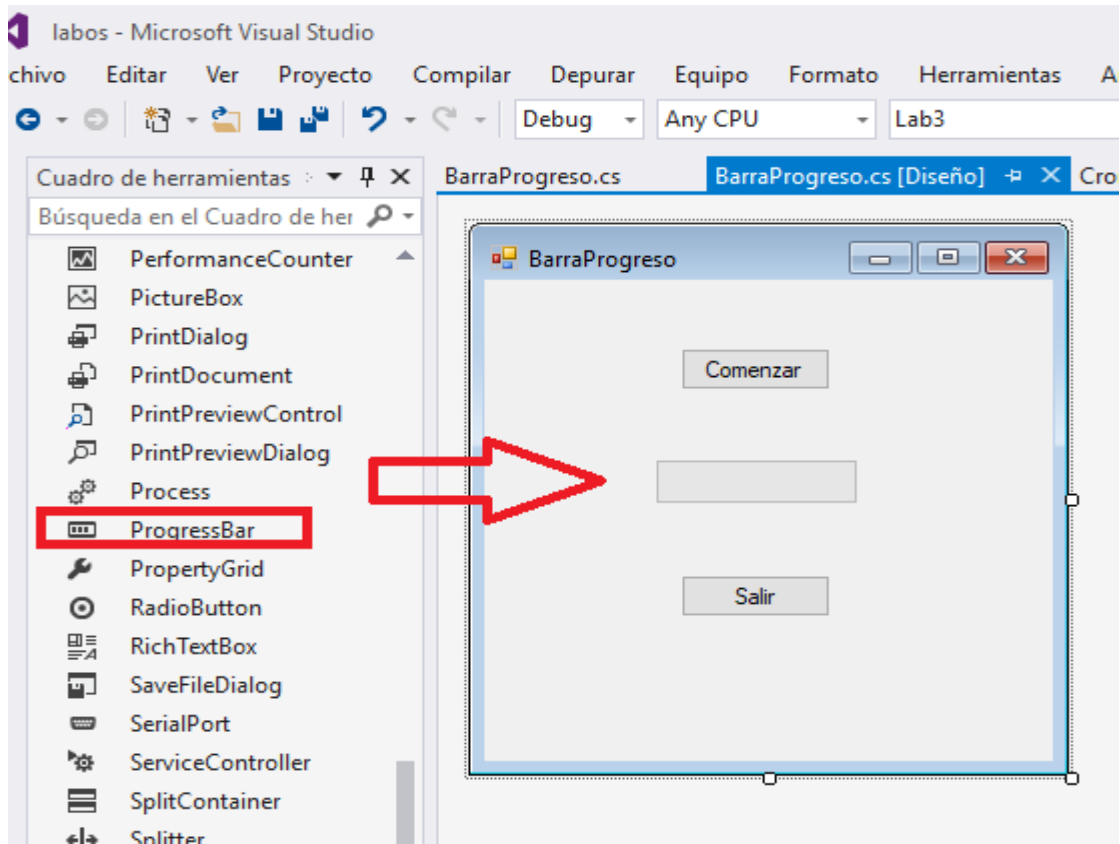 labos - Microsoft Visual Studio
chivo Editar Ver Proyecto Compilar Depurar Equipo Formato Herramientas A
Debug Any CPU Lab3
Cuadro de herramientas
BarraProgreso.cs BarraProgreso.cs [Diseño] Cro
Búsqueda en el Cuadro de her
PerformanceCounter
PictureBox
PrintDialog
PrintDocument
PrintPreviewControl
PrintPreviewDialog
Process
ProgressBar
PropertyGrid
RadioButton
RichTextBox
SaveFileDialog
SerialPort
ServiceController
SplitContainer
Splitter
BarraProgreso
Comenzar
Salir